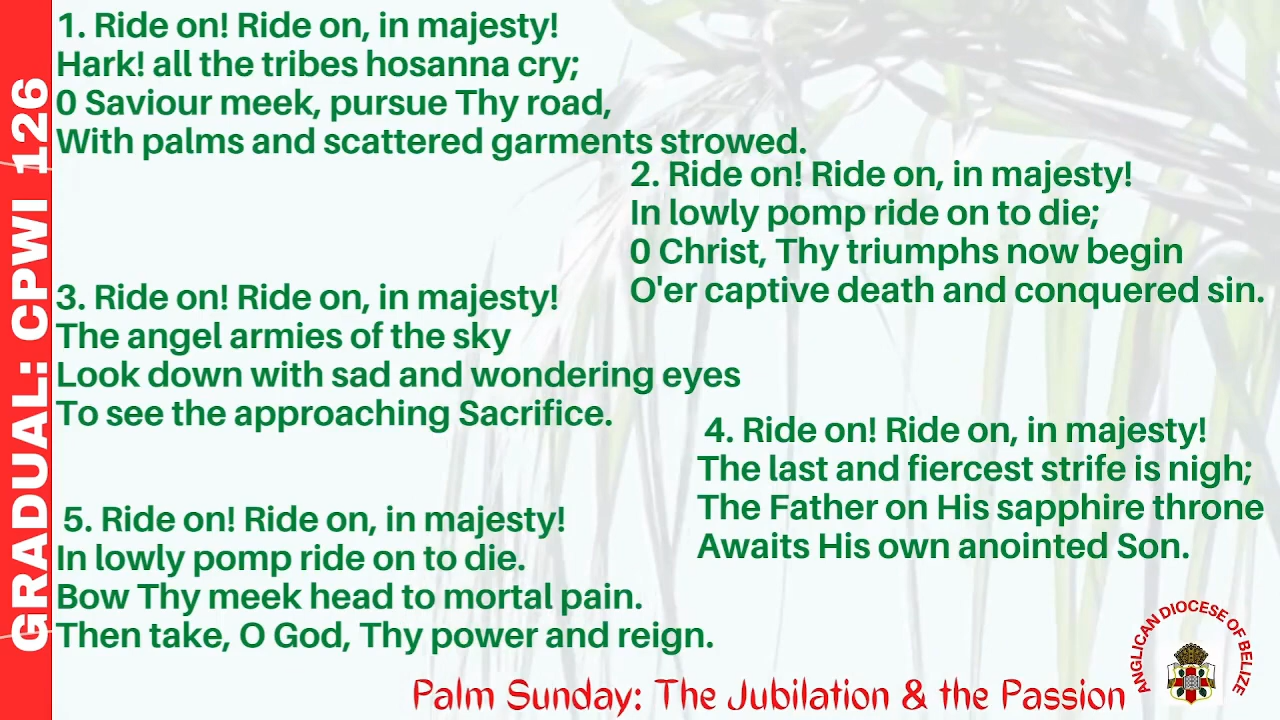 GRADUAL: CPWI 126
1. Ride on! Ride on, in majesty!
Hark! all the tribes hosanna cry;
0 Saviour meek, pursue Thy road,
With palms and scattered garments strowed.
2. Ride on! Ride on, in majesty!
In lowly pomp ride on to die;
0 Christ, Thy triumphs now begin
O'er captive death and conquered sin.
3. Ride on! Ride on, in majesty!
The angel armies of the sky
Look down with sad and wondering eyes
To see the approaching Sacrifice.
4. Ride on! Ride on, in majesty!
The last and fiercest strife is nigh;
The Father on His sapphire throne
Awaits His own anointed Son.
5. Ride on! Ride on, in majesty!
In lowly pomp ride on to die.
Bow Thy meek head to mortal pain.
Then take, O God, Thy power and reign.
Palm Sunday: The Jubilation & the Passion
ANGLICAN DIOCESE OF BELIZE